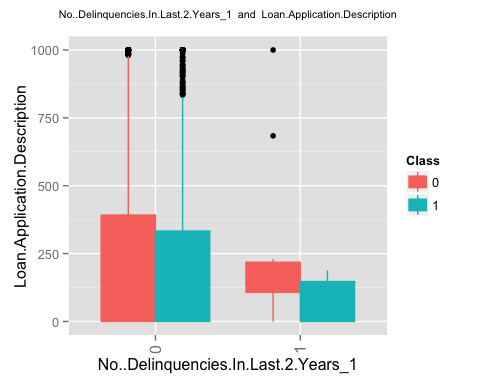 No..Delinquencies.In.Last.2.Years_1 and Loan.Application.Description
1000
750
500
250
0
Loan.Application.Description
0
1
No..Delinquencies.In.Last.2.Years_1
Class
0
1